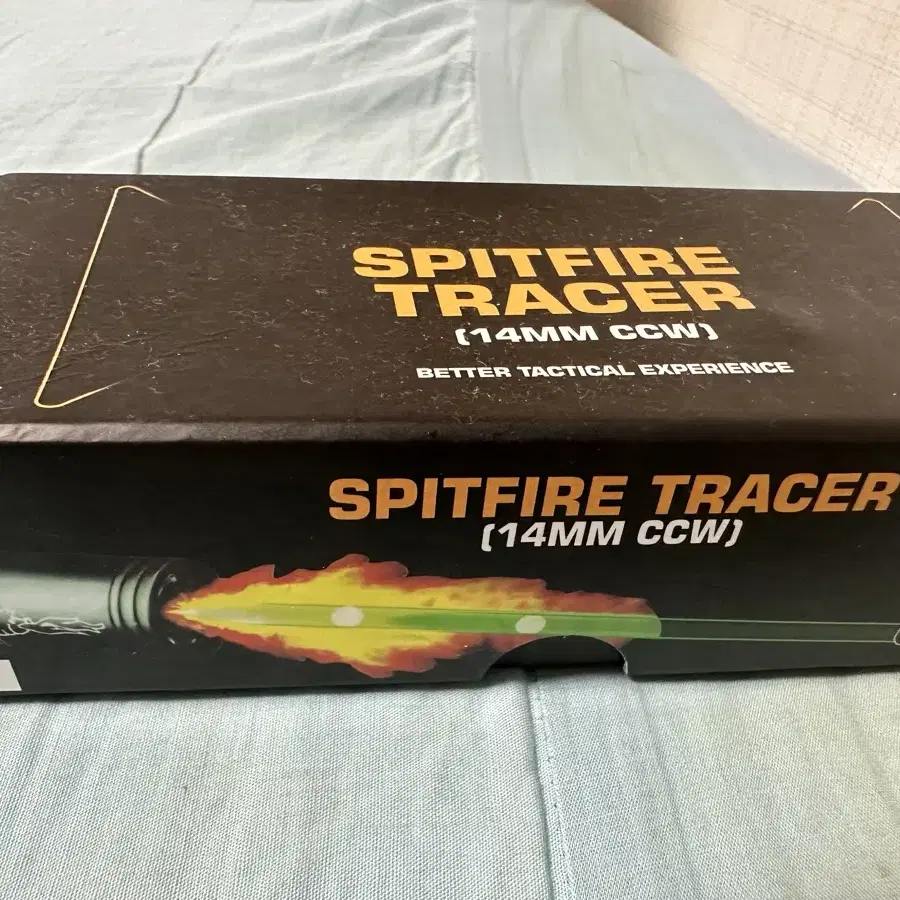 SPITFIRE
TRACER
(14MM CCW)
BETTER TACTICAL EXPERIENCE
SPITFIRE TRACER
(14MM CCW)